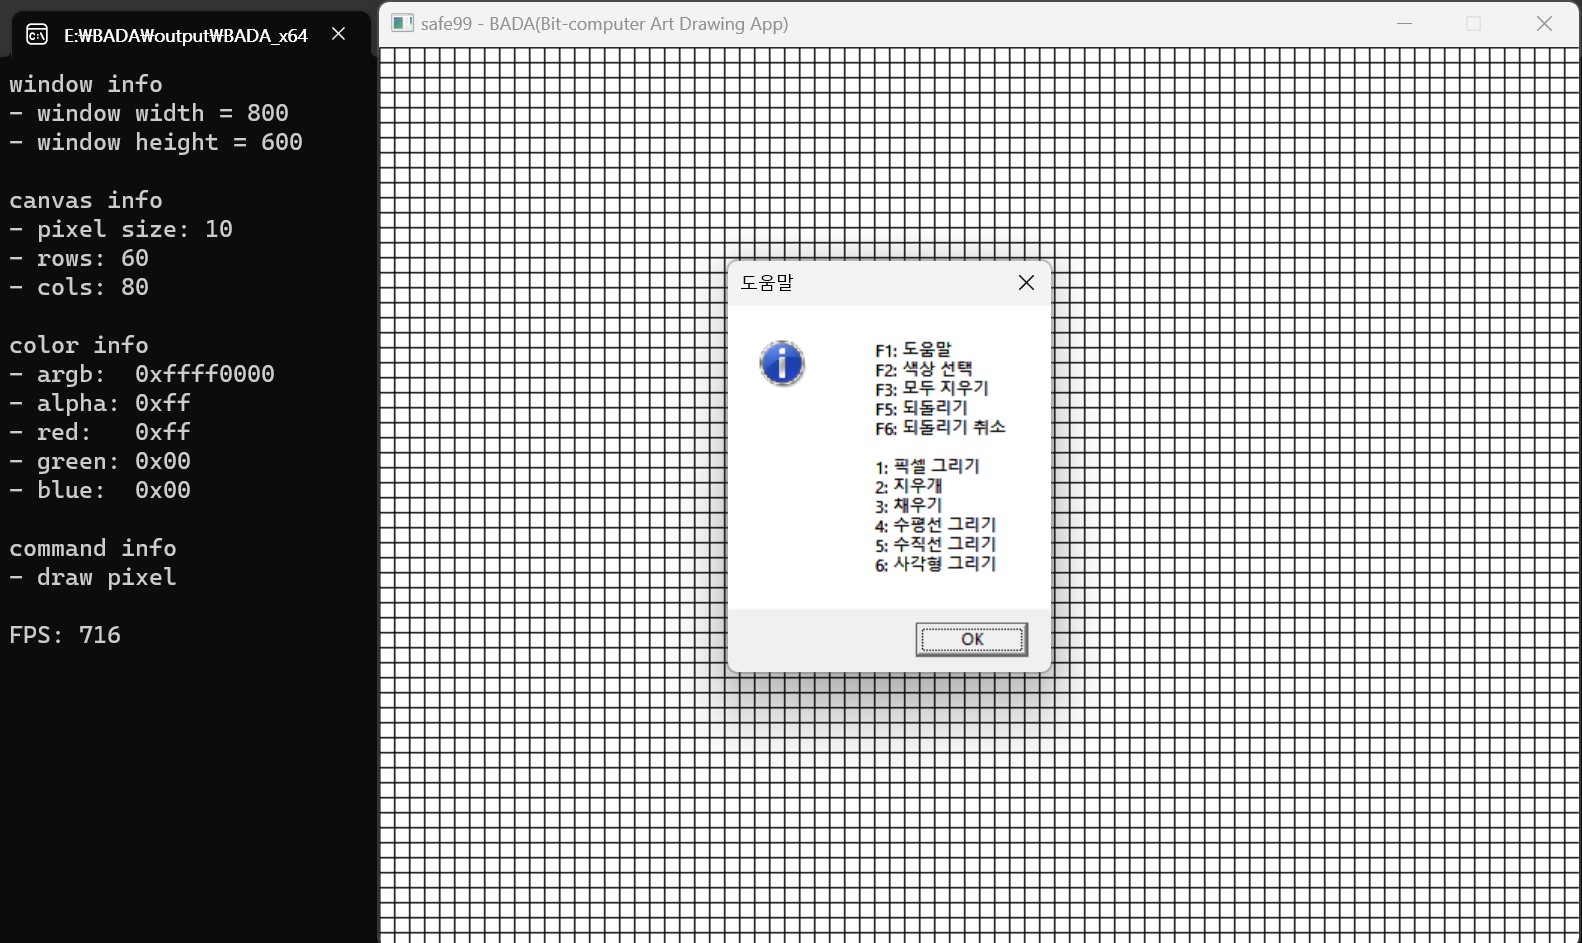 E:₩BADA₩output₩BADA_x64
window info
- window width = 800
- window height = 600
canvas info
- pixel size: 10
- rows: 60
- cols: 80
color info
- argb:  0xffff0000
- alpha: 0xff
- red:   0xff
- green: 0x00
- blue:  0x00
command info
- draw pixel
FPS: 716
safe99 - BADA(Bit-computer Art Drawing App)
도움말
F1: 도움말
F2: 색상 선택
F3: 모두 지우기
F5: 되돌리기
F6: 되돌리기 취소
1: 픽셀 그리기
2: 지우개
3: 채우기
4: 수평선 그리기
5: 수직선 그리기
6: 사각형 그리기
OK